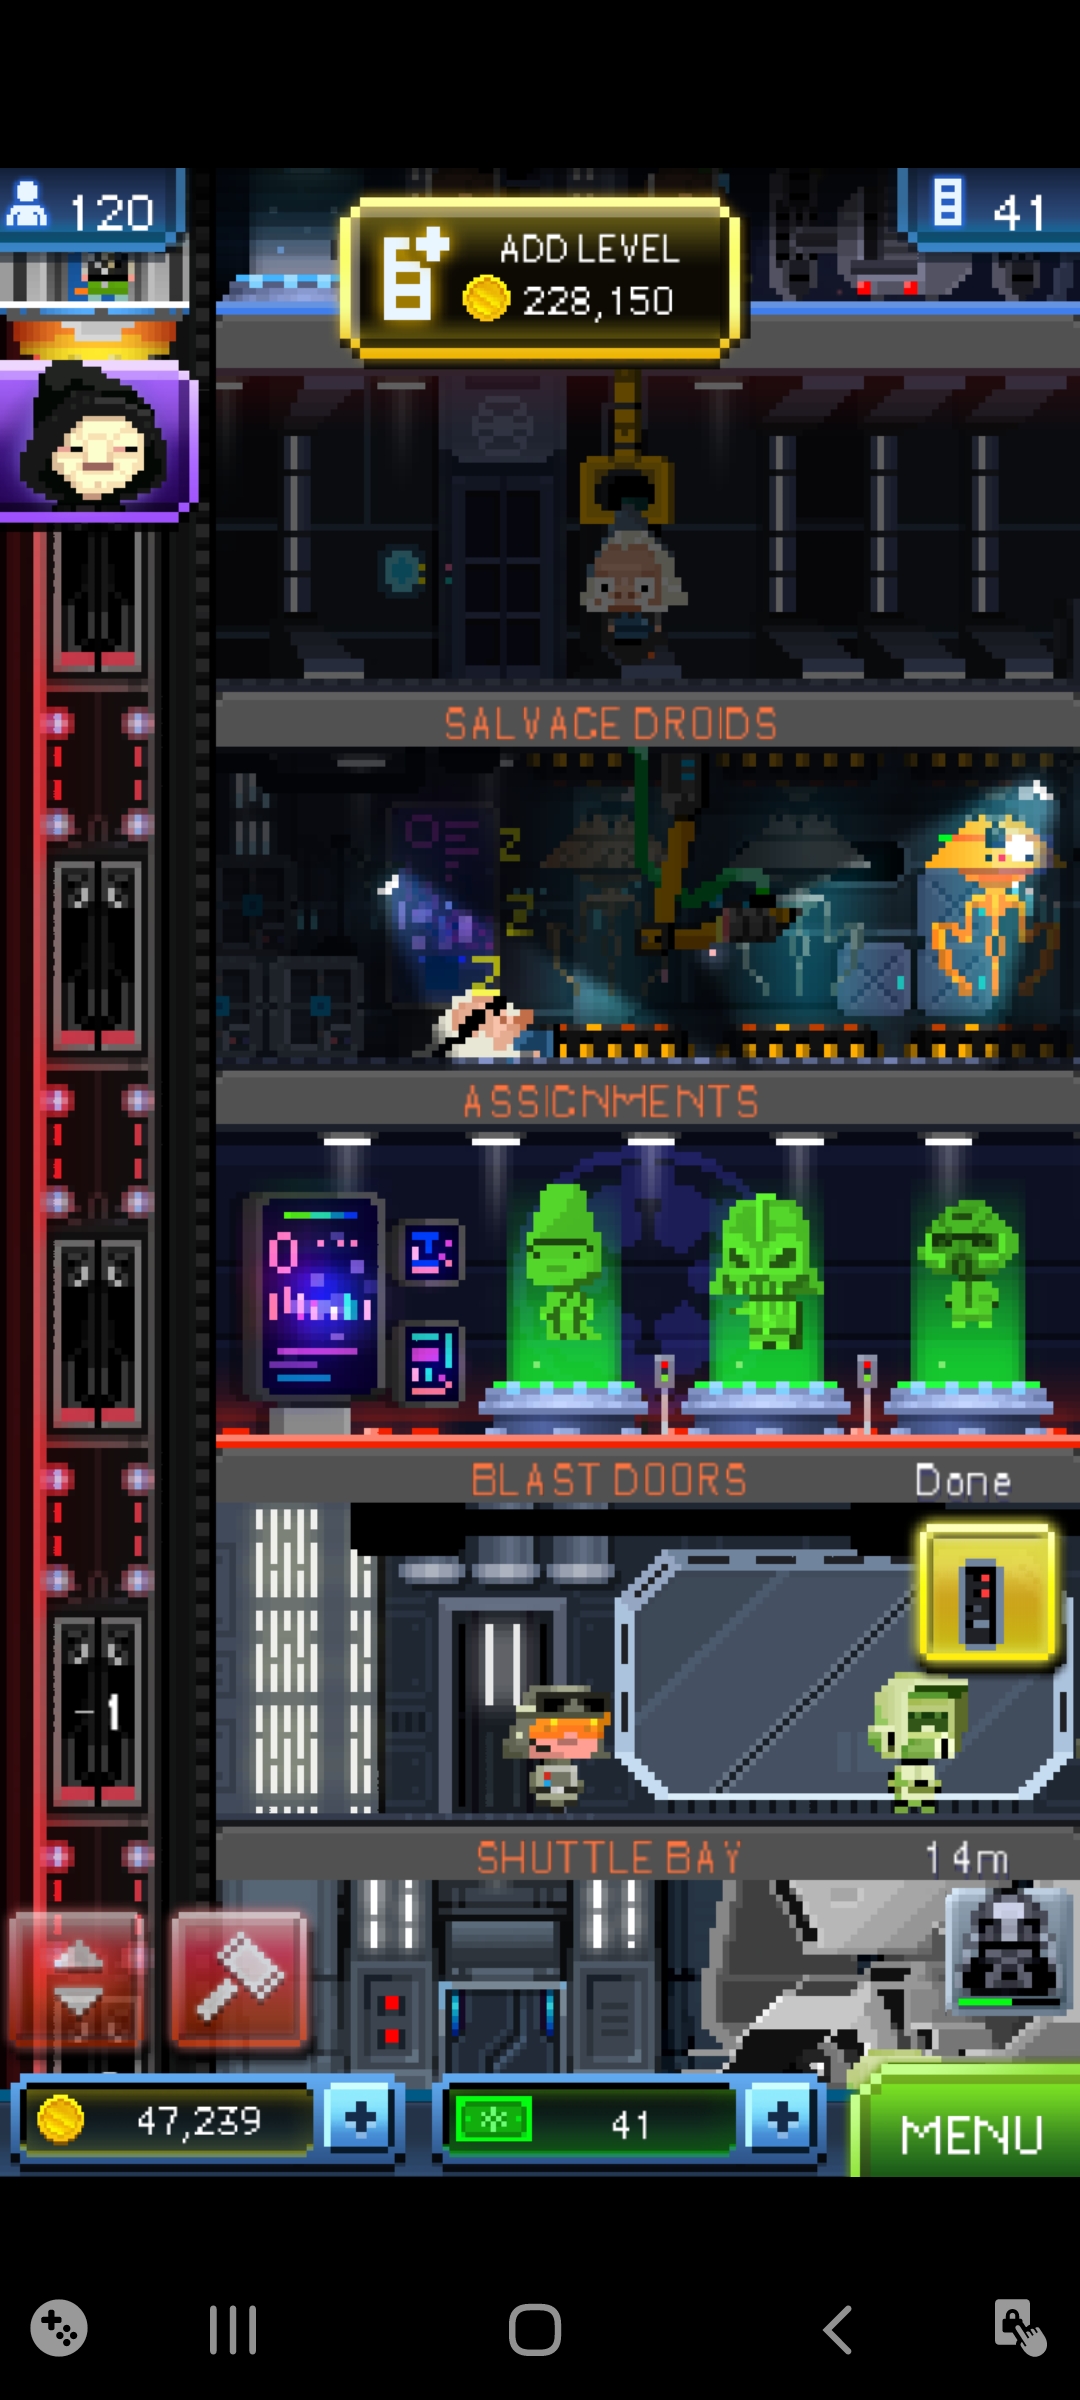 120
41
ADD LEVEL
228,150
SALVAGE DROIDS
Z
Z
Z
ASSIGNMENTS
BLAST DOORS
Done
-1
SHUTTLE BAY
14m
47,239
41
MENU